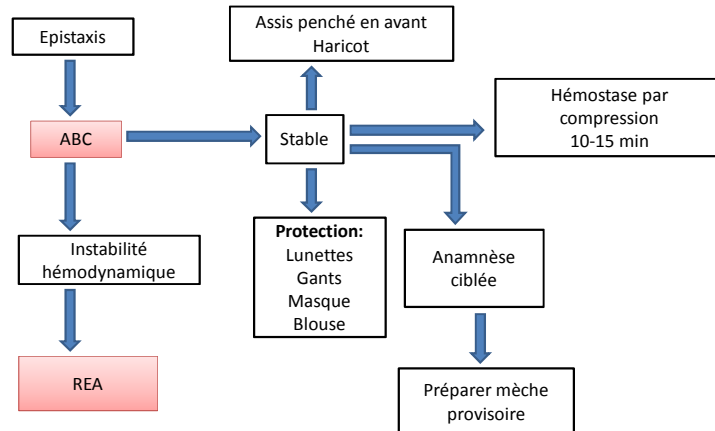 Epistaxis
Assis penché en avant
Haricot
ABC
Stable
Hémostase par
compression
10-15 min
Instabilité
hémodynamique
Protection:
Lunettes
Gants
Masque
Blouse
Anamnèse
ciblée
REA
Préparer mèche
provisoire